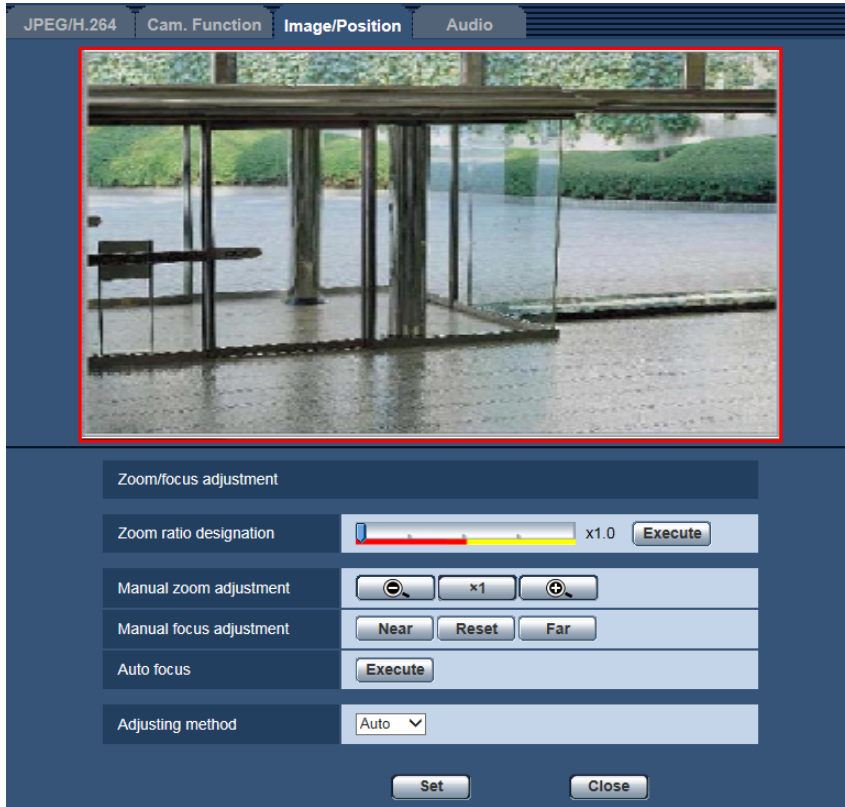 JPEG/H.264 Cam. Function Image/Position Audio
Zoom/focus adjustment
Zoom ratio designation x1.0 Execute
Manual zoom adjustment ×1
Manual focus adjustment Near Reset Far
Auto focus Execute
Adjusting method Auto
Set Close